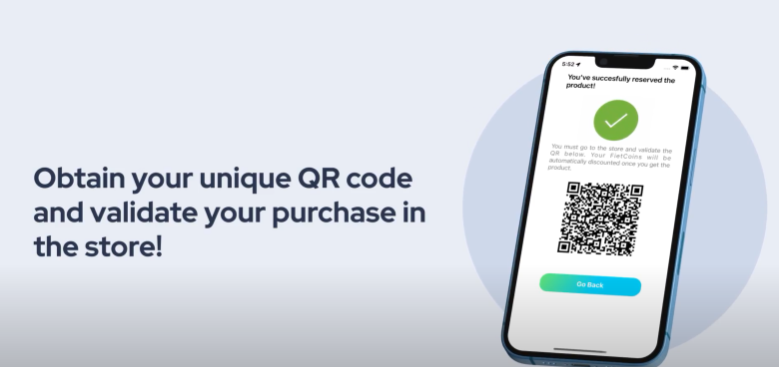 Obtain your unique QR code
and validate your purchase in
the store!
5:52
You've succesfully reserved the
product!
You must go to the store and validate the
QR below. Your FietCoins will be
automatically discounted once you get the
product.
Go Back